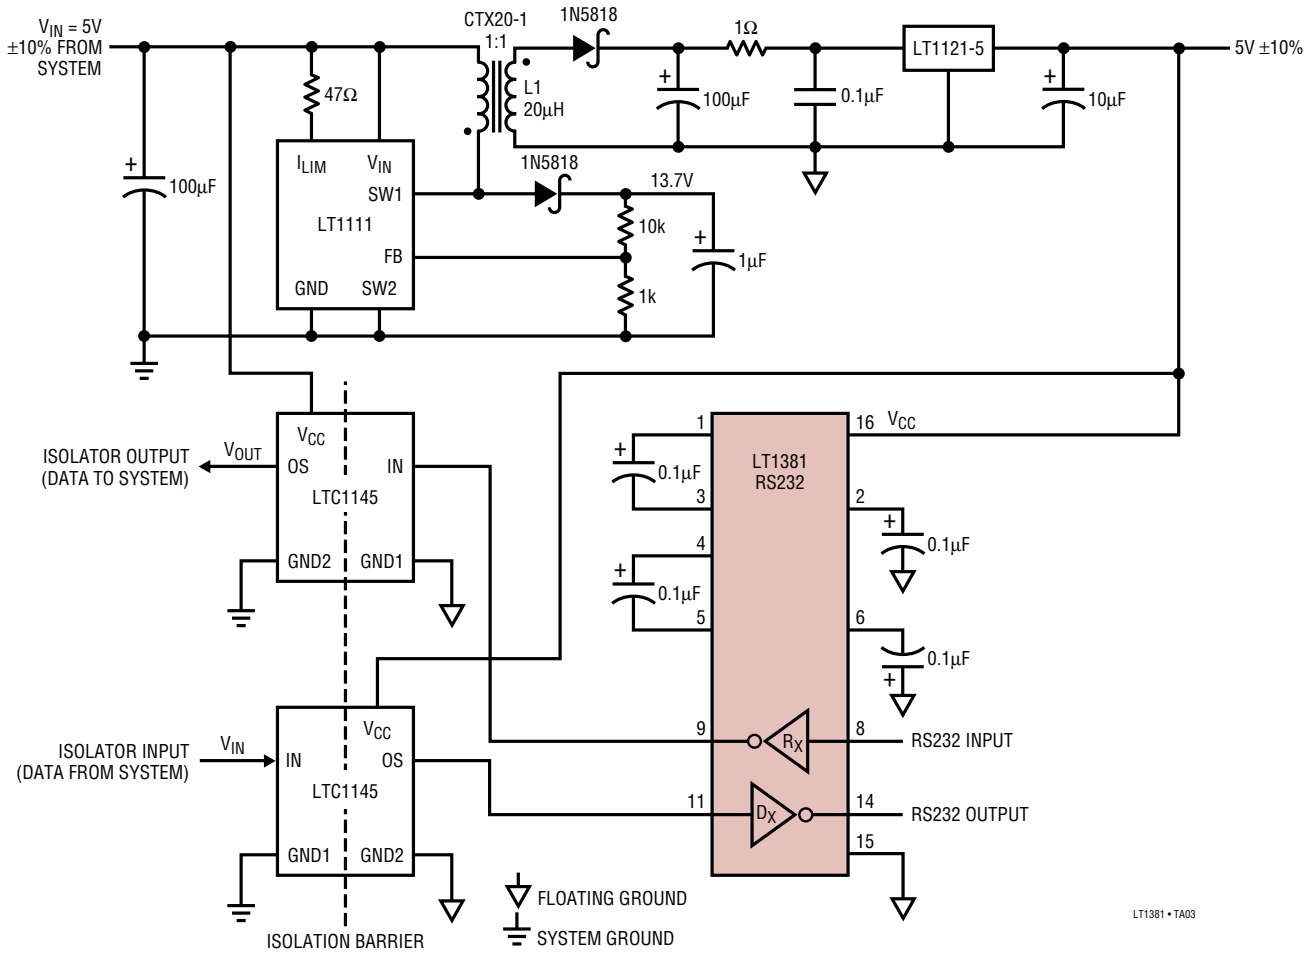 V_IN = 5V
±10% FROM
SYSTEM
CTX20-1
1:1
1N5818
1Ω
LT1121-5
5V ±10%
47Ω
L1
20µH
+
100µF
0.1µF
+
10µF
+
100µF
I_LIM
V_IN
SW1
LT1111
FB
GND
SW2
1N5818
13.7V
10k
1k
+
1µF
ISOLATOR OUTPUT
(DATA TO SYSTEM)
V_OUT
V_CC
OS
IN
LTC1145
GND2
GND1
1
16
V_CC
LT1381
RS232
+
0.1µF
3
2
+
0.1µF
4
+
0.1µF
5
6
0.1µF
+
9
R_X
8
RS232 INPUT
ISOLATOR INPUT
(DATA FROM SYSTEM)
V_IN
V_CC
IN
OS
LTC1145
GND1
GND2
11
D_X
14
RS232 OUTPUT
15
FLOATING GROUND
SYSTEM GROUND
ISOLATION BARRIER
LT1381 • TA03